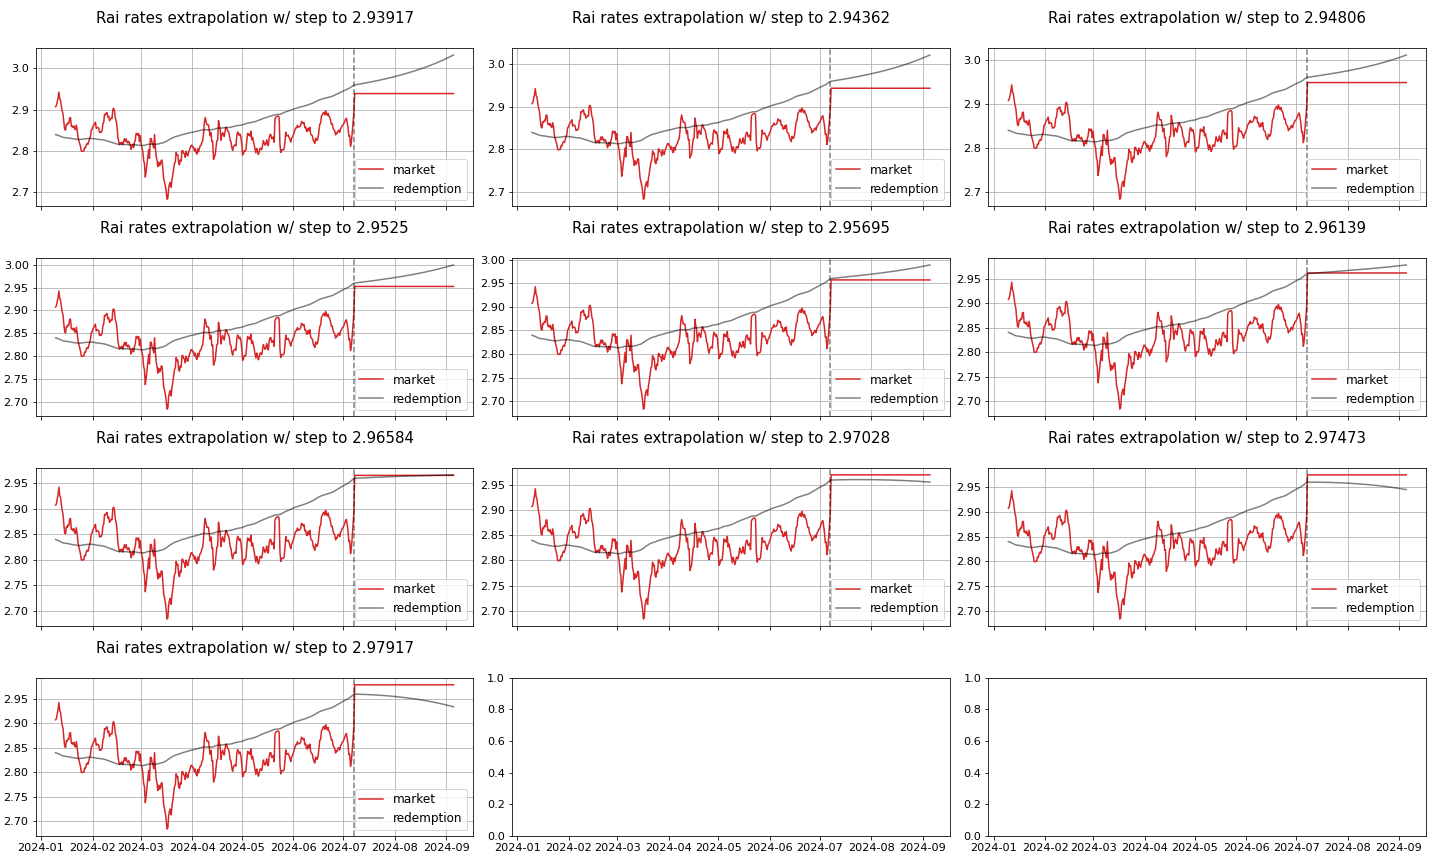 Rai rates extrapolation w/ step to 2.93917
3.0
2.9
2.8
2.7
market
redemption
Rai rates extrapolation w/ step to 2.94362
3.0
2.9
2.8
2.7
market
redemption
Rai rates extrapolation w/ step to 2.94806
3.0
2.9
2.8
2.7
market
redemption
Rai rates extrapolation w/ step to 2.9525
3.00
2.95
2.90
2.85
2.80
2.75
2.70
market
redemption
Rai rates extrapolation w/ step to 2.95695
3.00
2.95
2.90
2.85
2.80
2.75
2.70
market
redemption
Rai rates extrapolation w/ step to 2.96139
2.95
2.90
2.85
2.80
2.75
2.70
market
redemption
Rai rates extrapolation w/ step to 2.96584
2.95
2.90
2.85
2.80
2.75
2.70
market
redemption
Rai rates extrapolation w/ step to 2.97028
2.95
2.90
2.85
2.80
2.75
2.70
market
redemption
Rai rates extrapolation w/ step to 2.97473
2.95
2.90
2.85
2.80
2.75
2.70
market
redemption
Rai rates extrapolation w/ step to 2.97917
2.95
2.90
2.85
2.80
2.75
2.70
market
redemption
2024-01 2024-02 2024-03 2024-04 2024-05 2024-06 2024-07 2024-08 2024-09
1.0
0.8
0.6
0.4
0.2
0.0
2024-01 2024-02 2024-03 2024-04 2024-05 2024-06 2024-07 2024-08 2024-09
1.0
0.8
0.6
0.4
0.2
0.0
2024-01 2024-02 2024-03 2024-04 2024-05 2024-06 2024-07 2024-08 2024-09